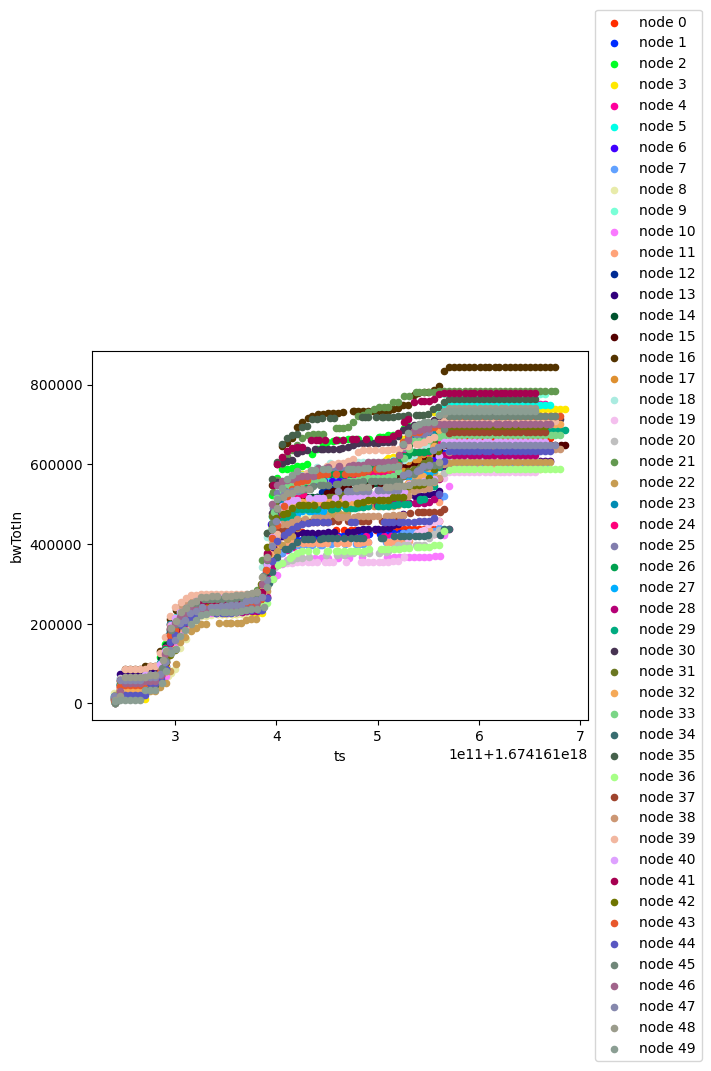 800000
600000
400000
200000
0
bwTotIn
3 4 5 6 7
ts
1e11+1.674161e18
node 0
node 1
node 2
node 3
node 4
node 5
node 6
node 7
node 8
node 9
node 10
node 11
node 12
node 13
node 14
node 15
node 16
node 17
node 18
node 19
node 20
node 21
node 22
node 23
node 24
node 25
node 26
node 27
node 28
node 29
node 30
node 31
node 32
node 33
node 34
node 35
node 36
node 37
node 38
node 39
node 40
node 41
node 42
node 43
node 44
node 45
node 46
node 47
node 48
node 49